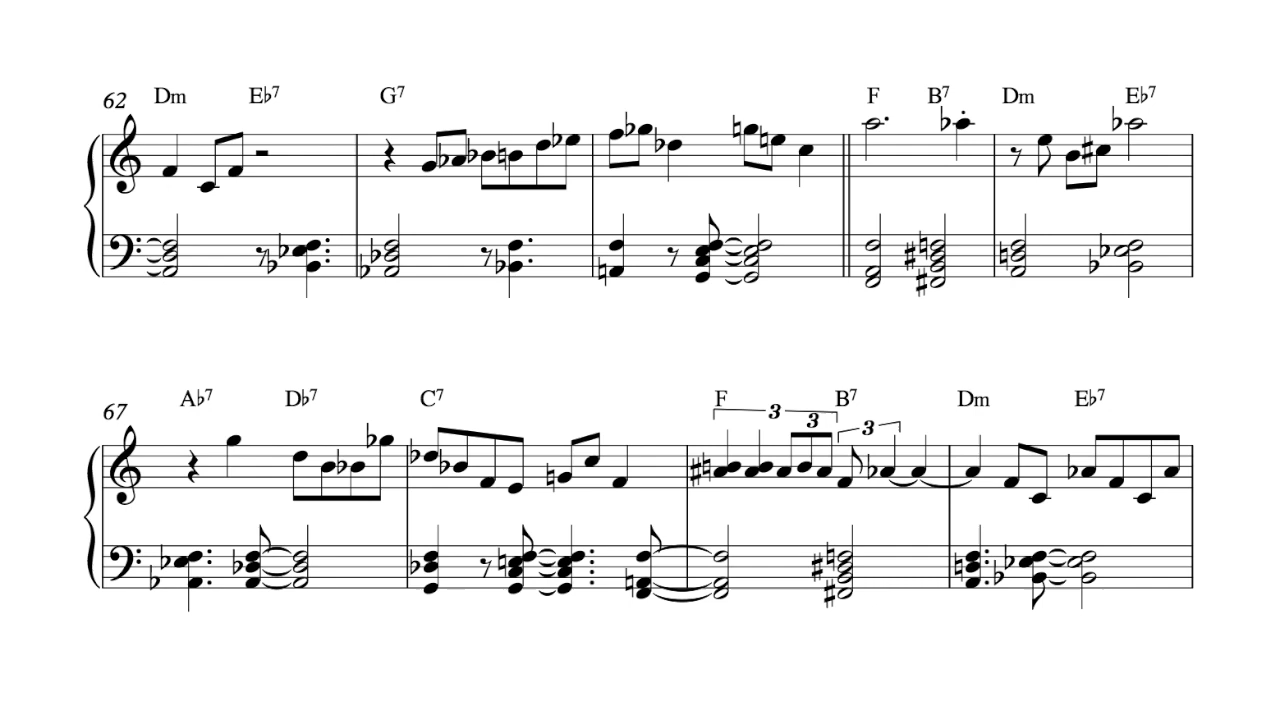 62 Dm E♭7 G7 F B7 Dm E♭7
67 A♭7 D♭7 C7 F B7 Dm E♭7
3 3 3